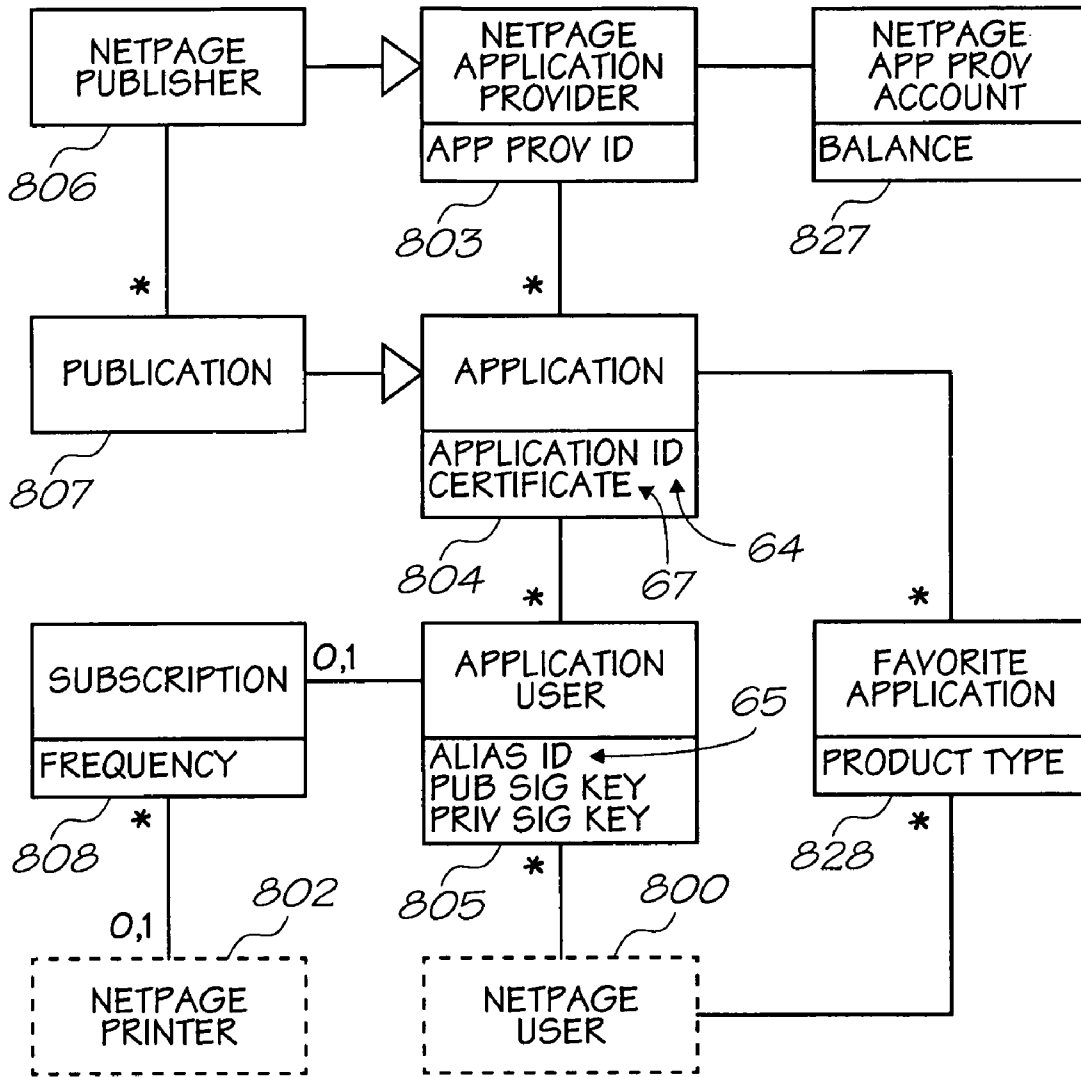 NETPAGE
PUBLISHER
806
NETPAGE
APPLICATION
PROVIDER
APP PROV ID
803
NETPAGE
APP PROV
ACCOUNT
BALANCE
827
*
*
PUBLICATION
807
APPLICATION
APPLICATION ID
CERTIFICATE
804
67
64
*
*
SUBSCRIPTION
FREQUENCY
808
0,1
APPLICATION
USER
ALIAS ID
PUB SIG KEY
PRIV SIG KEY
65
805
FAVORITE
APPLICATION
PRODUCT TYPE
828
*
*
*
802
0,1
800
NETPAGE
PRINTER
NETPAGE
USER